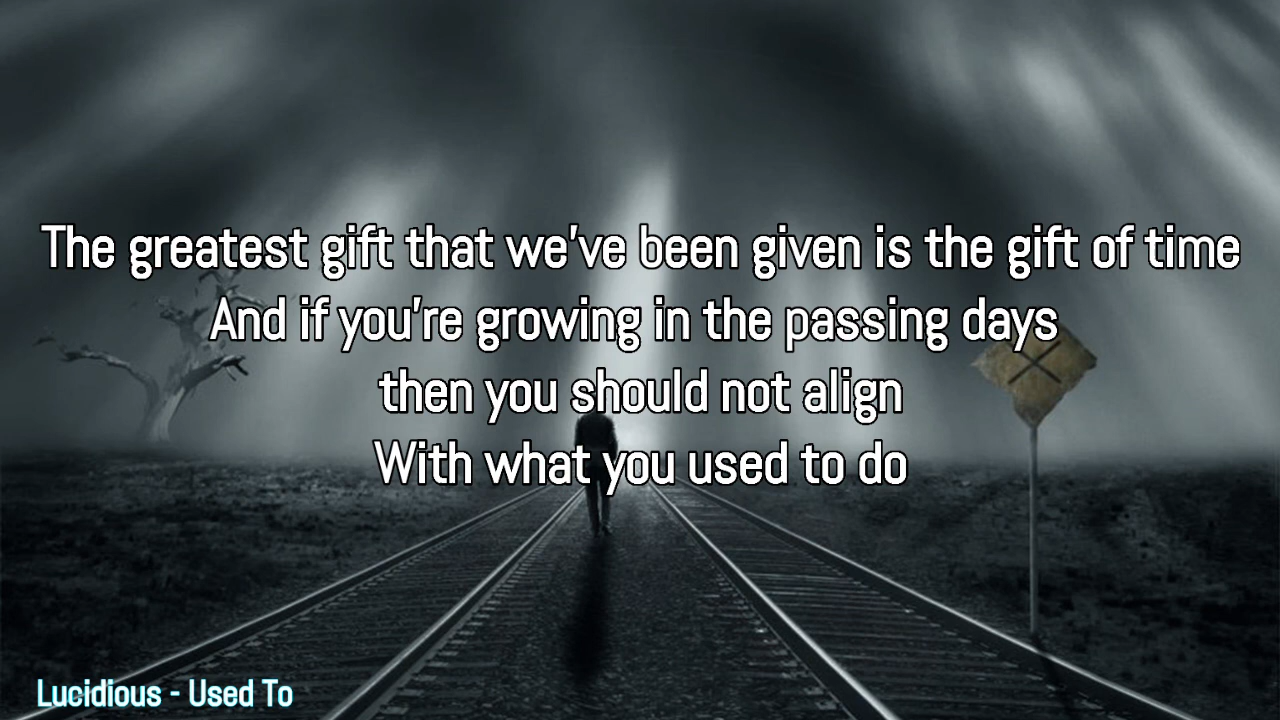 The greatest gift that we've been given is the gift of time
And if you're growing in the passing days
then you should not align
With what you used to do
Lucidious - Used To